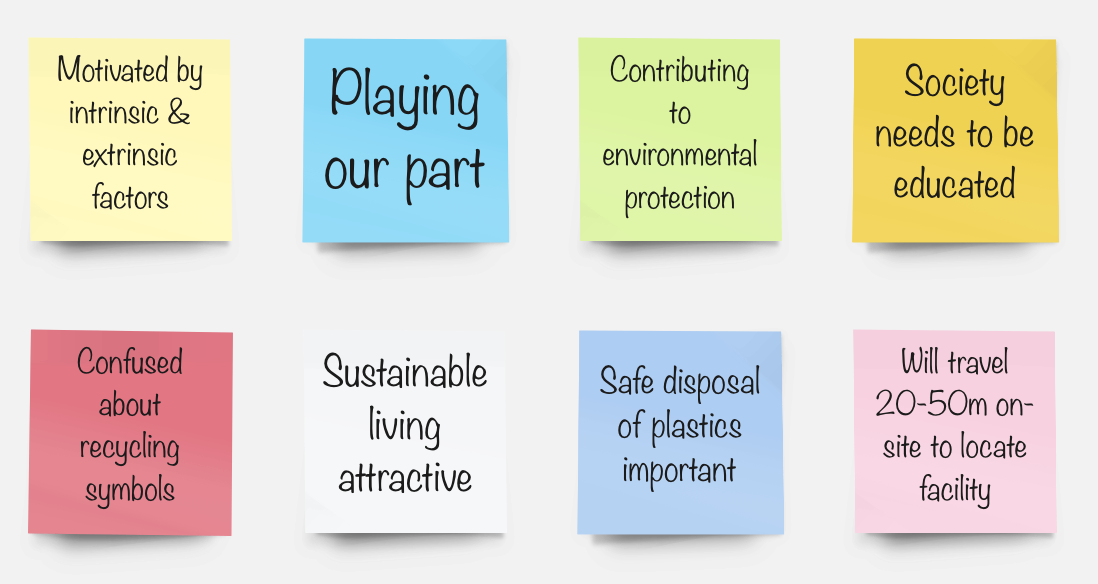 Motivated by
intrinsic &
extrinsic
factors
Playing
our part
Contributing
to
environmental
protection
Society
needs to be
educated
Confused
about
recycling
symbols
Sustainable
living
attractive
Safe disposal
of plastics
important
Will travel
20-50m on-
site to locate
facility